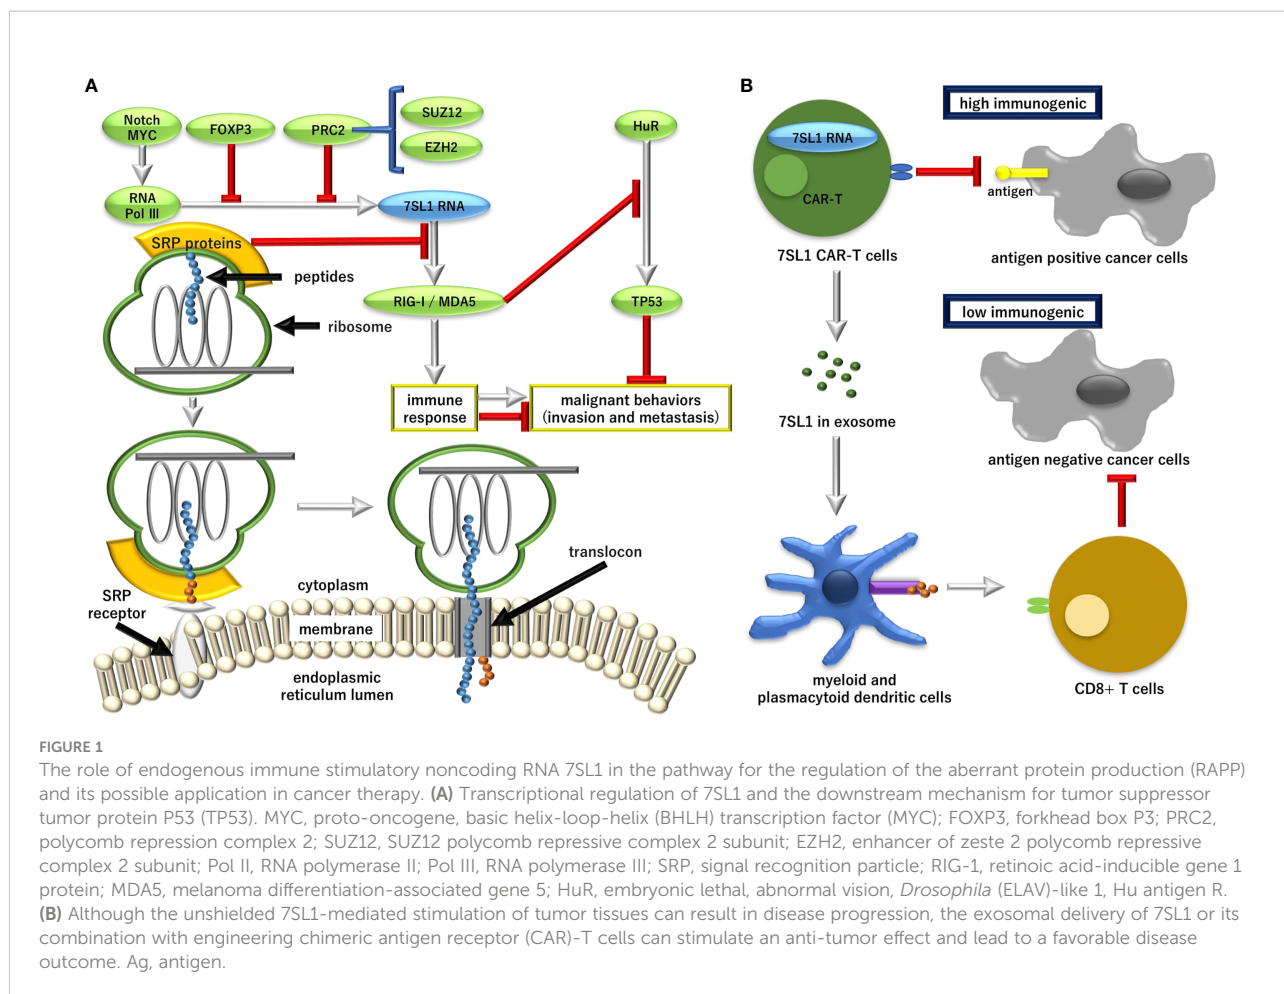 A
Notch
MYC
FOXP3
PRC2
SUZ12
EZH2
HuR
RNA
Pol III
7SL1 RNA
SRP proteins
peptides
RIG-I / MDA5
TP53
ribosome
immune
response
malignant behaviors
(invasion and metastasis)
translocon
SRP
receptor
cytoplasm
membrane
endoplasmic
reticulum lumen
B
high immunogenic
7SL1 RNA
CAR-T
antigen
7SL1 CAR-T cells
antigen positive cancer cells
low immunogenic
7SL1 in exosome
antigen negative cancer cells
myeloid and
plasmacytoid dendritic cells
CD8+ T cells
FIGURE 1
The role of endogenous immune stimulatory noncoding RNA 7SL1 in the pathway for the regulation of the aberrant protein production (RAPP)
and its possible application in cancer therapy. (A) Transcriptional regulation of 7SL1 and the downstream mechanism for tumor suppressor
tumor protein P53 (TP53). MYC, proto-oncogene, basic helix-loop-helix (BHLH) transcription factor (MYC); FOXP3, forkhead box P3; PRC2,
polycomb repression complex 2; SUZ12, SUZ12 polycomb repressive complex 2 subunit; EZH2, enhancer of zeste 2 polycomb repressive
complex 2 subunit; Pol II, RNA polymerase II; Pol III, RNA polymerase III; SRP, signal recognition particle; RIG-1, retinoic acid-inducible gene 1
protein; MDA5, melanoma differentiation-associated gene 5; HuR, embryonic lethal, abnormal vision, Drosophila (ELAV)-like 1, Hu antigen R.
(B) Although the unshielded 7SL1-mediated stimulation of tumor tissues can result in disease progression, the exosomal delivery of 7SL1 or its
combination with engineering chimeric antigen receptor (CAR)-T cells can stimulate an anti-tumor effect and lead to a favorable disease
outcome. Ag, antigen.